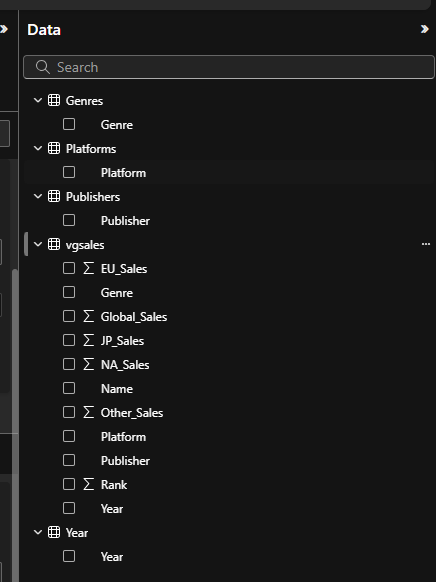 Data
Search
Genres
Genre
Platforms
Platform
Publishers
Publisher
vgsales
EU_Sales
Genre
Global_Sales
JP_Sales
NA_Sales
Name
Other_Sales
Platform
Publisher
Rank
Year
Year
Year